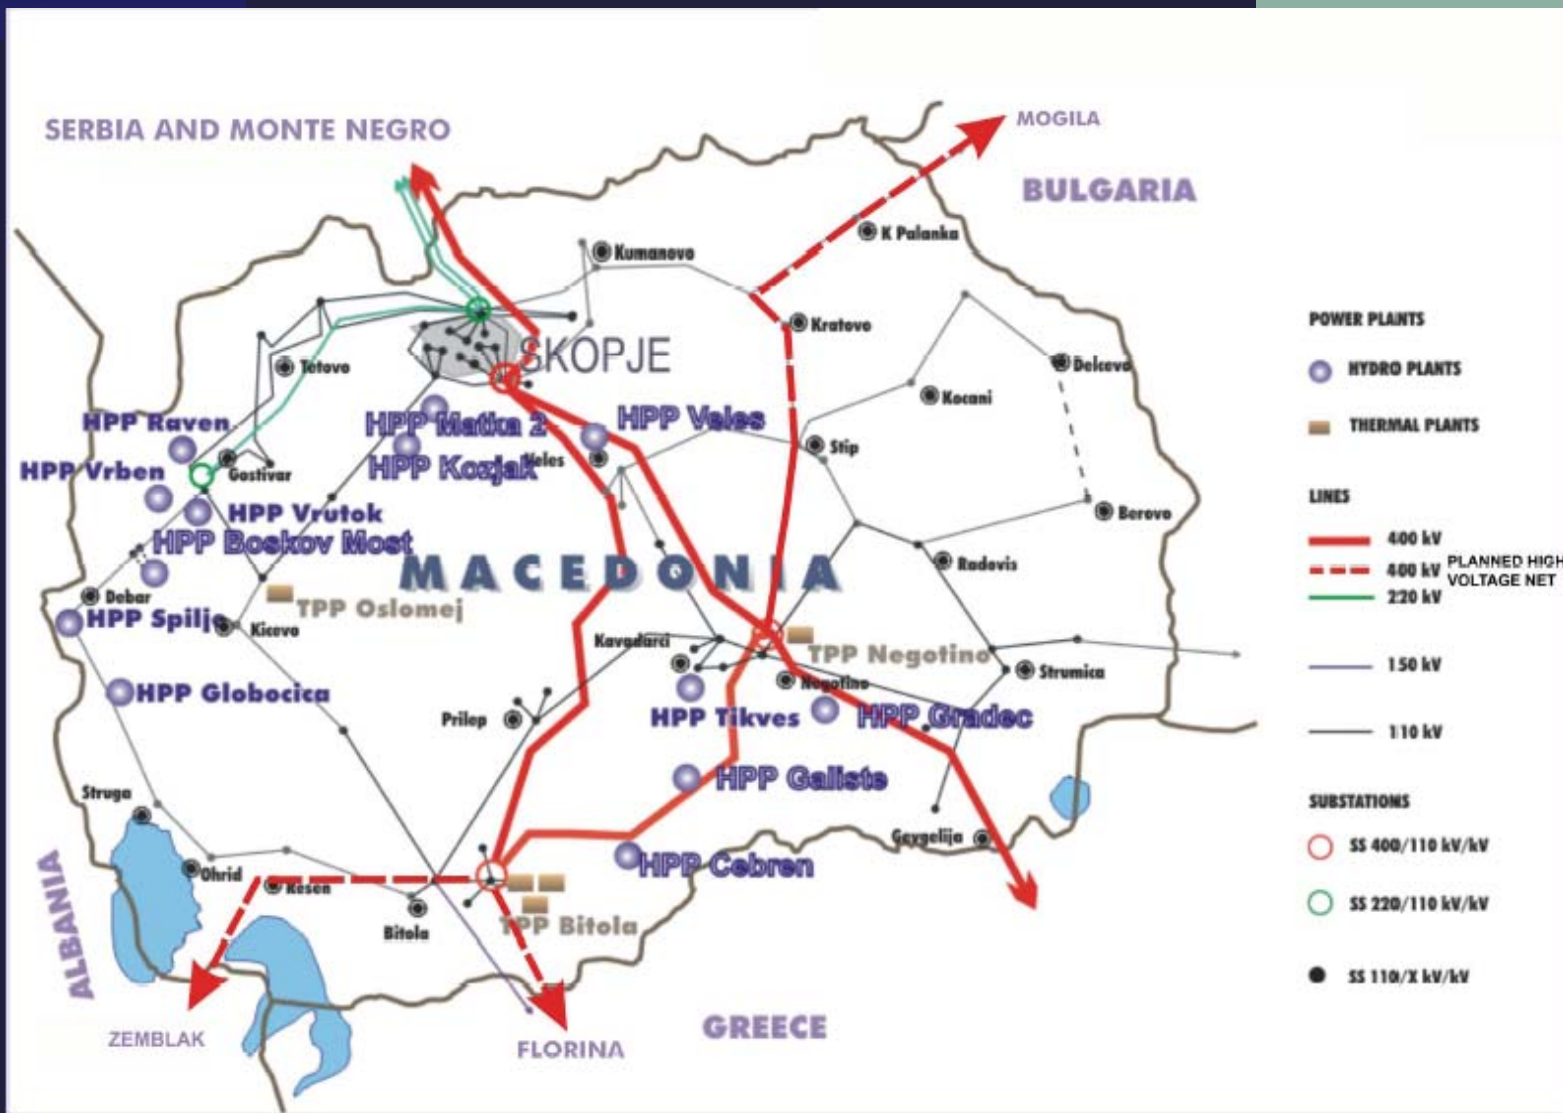 SERBIA AND MONTE NEGRO
MOGILA
BULGARIA
K Palanka
Kumanovo
Kratovo
SKOPJE
Tetovo
Delcevo
Kocani
HPP Raven
HPP Matka 2
HPP Veles
HPP Vrben
Gostivar
HPP Kozjak
Veles
Stip
HPP Vrutok
Berovo
HPP Boskov Most
MACEDONIA
Radovis
Debar
TPP Oslomej
HPP Spilje
Kicevo
Kavadarci
TPP Negotino
Strumica
HPP Globocica
Negotino
Prilep
HPP Tikves
HPP Gradec
HPP Galiste
Struga
Gevgelija
HPP Cebren
Ohrid
Resen
ALBANIA
Bitola
TPP Bitola
ZEMBLAK
FLORINA
GREECE
POWER PLANTS
HYDRO PLANTS
THERMAL PLANTS
LINES
400 kV
400 kV PLANNED HIGH
VOLTAGE NET
220 kV
150 kV
110 kV
SUBSTATIONS
SS 400/110 kV/kV
SS 220/110 kV/kV
SS 110/X kV/kV